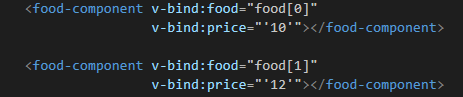 <food-component v-bind:food="food[0]"
v-bind:price="'10'"></food-component>
<food-component v-bind:food="food[1]"
v-bind:price="'12'"></food-component>